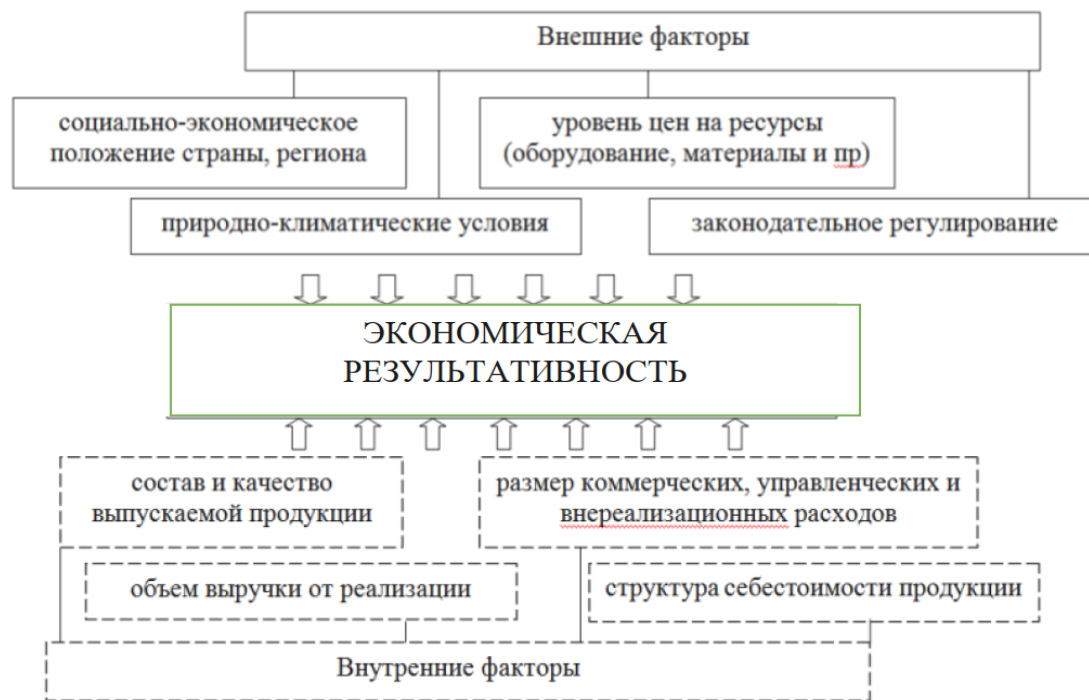 Внешние факторы
социально-экономическое
положение страны, региона
уровень цен на ресурсы
(оборудование, материалы и пр)
природно-климатические условия
законодательное регулирование
ЭКОНОМИЧЕСКАЯ
РЕЗУЛЬТАТИВНОСТЬ
состав и качество
выпускаемой продукции
размер коммерческих, управленческих и
внереализационных расходов
объем выручки от реализации
структура себестоимости продукции
Внутренние факторы